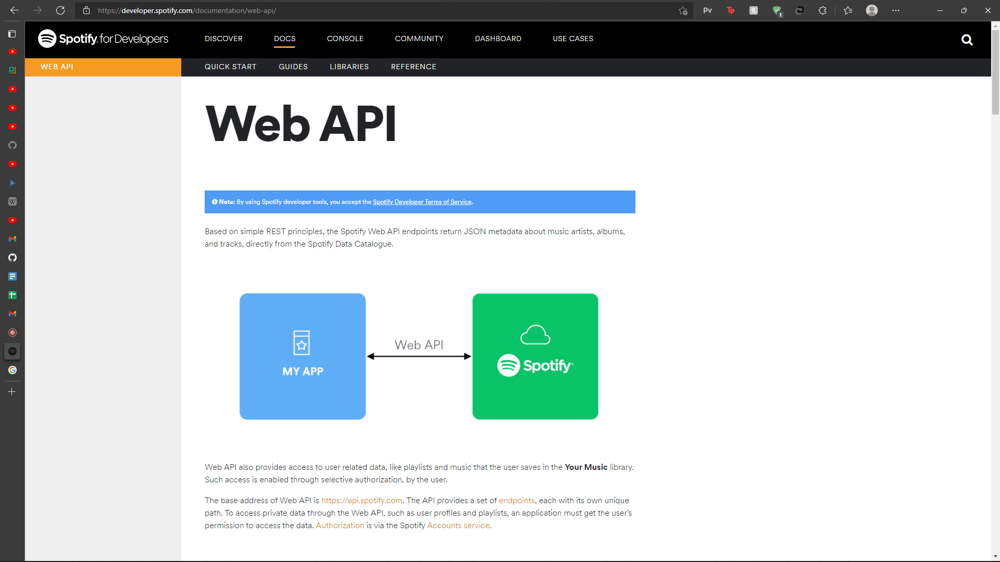 https://developer.spotify.com/documentation/web-api/
Pv
Tp
1
Spotify for Developers
DISCOVER
DOCS
CONSOLE
COMMUNITY
DASHBOARD
USE CASES
WEB API
QUICK START
GUIDES
LIBRARIES
REFERENCE
Web API
Note: By using Spotify developer tools, you accept the Spotify Developer Terms of Service.
Based on simple REST principles, the Spotify Web API endpoints return JSON metadata about music artists, albums,
and tracks, directly from the Spotify Data Catalogue.
MY APP
Web API
Spotify
Web API also provides access to user related data, like playlists and music that the user saves in the Your Music library.
Such access is enabled through selective authorization, by the user.
The base address of Web API is https://api.spotify.com. The API provides a set of endpoints, each with its own unique
path. To access private data through the Web API, such as user profiles and playlists, an application must get the user’s
permission to access the data. Authorization is via the Spotify Accounts service.